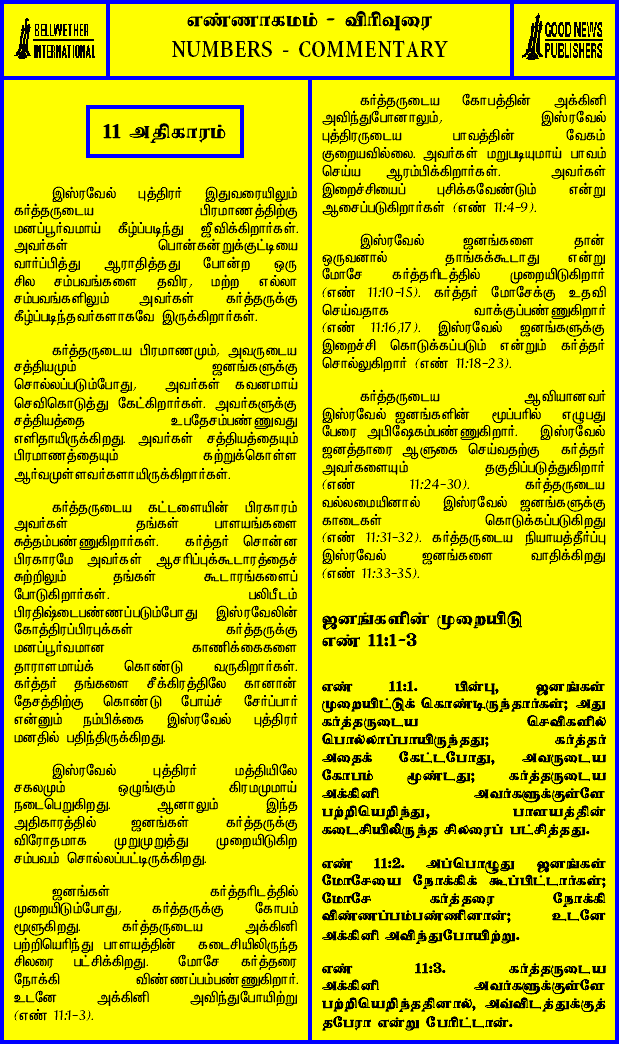 BELLWETHER
INTERNATIONAL
எண்ணாகமம் - விரிவுரை
NUMBERS - COMMENTARY
GOOD NEWS
PUBLISHERS
11 அதிகாரம்
இஸ்ரவேல் புத்திரர் இதுவரையிலும்
கர்த்தருடைய பிரமாணத்திற்கு
மனப்பூர்வமாய் கீழ்ப்படிந்து ஜீவிக்கிறார்கள்.
அவர்கள் பொன்கன்றுக்குட்டியை
வார்ப்பித்து ஆராதித்தது போன்ற ஒரு
சில சம்பவங்களை தவிர, மற்ற எல்லா
சம்பவங்களிலும் அவர்கள் கர்த்தருக்கு
கீழ்ப்படிந்தவர்களாகவே இருக்கிறார்கள்.
கர்த்தருடைய பிரமாணமும், அவருடைய
சத்தியமும் ஜனங்களுக்கு
சொல்லப்படும்போது, அவர்கள் கவனமாய்
செவிகொடுத்து கேட்கிறார்கள். அவர்களுக்கு
சத்தியத்தை உபதேசம்பண்ணுவது
எளிதாயிருக்கிறது. அவர்கள் சத்தியத்தையும்
பிரமாணத்தையும் கற்றுக்கொள்ள
ஆர்வமுள்ளவர்களாயிருக்கிறார்கள்.
கர்த்தருடைய கட்டளையின் பிரகாரம்
அவர்கள் தங்கள் பாளயங்களை
சுத்தம்பண்ணுகிறார்கள். கர்த்தர் சொன்ன
பிரகாரமே அவர்கள் ஆசரிப்புக்கூடாரத்தைச்
சுற்றிலும் தங்கள் கூடாரங்களைப்
போடுகிறார்கள். பலிபீடம்
பிரதிஷ்டைபண்ணப்படும்போது இஸ்ரவேலின்
கோத்திரப்பிரபுக்கள் கர்த்தருக்கு
மனப்பூர்வமான காணிக்கைகளை
தாராளமாய்க் கொண்டு வருகிறார்கள்.
கர்த்தர் தங்களை சீக்கிரத்திலே கானான்
தேசத்திற்கு கொண்டு போய்ச் சேர்ப்பார்
என்னும் நம்பிக்கை இஸ்ரவேல் புத்திரர்
மனதில் பதிந்திருக்கிறது.
இஸ்ரவேல் புத்திரர் மத்தியிலே
சகலமும் ஒழுங்கும் கிரமமுமாய்
நடைபெறுகிறது. ஆனாலும் இந்த
அதிகாரத்தில் ஜனங்கள் கர்த்தருக்கு
விரோதமாக முறுமுறுத்து முறையிடுகிற
சம்பவம் சொல்லப்பட்டிருக்கிறது.
ஜனங்கள் கர்த்தரிடத்தில்
முறையிடும்போது, கர்த்தருக்கு கோபம்
மூளுகிறது. கர்த்தருடைய அக்கினி
பற்றியெரிந்து பாளயத்தின் கடைசியிலிருந்த
சிலரை பட்சிக்கிறது. மோசே கர்த்தரை
நோக்கி விண்ணப்பம்பண்ணுகிறார்.
உடனே அக்கினி அவிந்துபோயிற்று
(எண் 11:1-3).
கர்த்தருடைய கோபத்தின் அக்கினி
அவிந்துபோனாலும், இஸ்ரவேல்
புத்திரருடைய பாவத்தின் வேகம்
குறையவில்லை. அவர்கள் மறுபடியுமாய் பாவம்
செய்ய ஆரம்பிக்கிறார்கள். அவர்கள்
இறைச்சியைப் புசிக்கவேண்டும் என்று
ஆசைப்படுகிறார்கள் (எண் 11:4-9).
இஸ்ரவேல் ஜனங்களை தான்
ஒருவனால் தாங்கக்கூடாது என்று
மோசே கர்த்தரிடத்தில் முறையிடுகிறார்
(எண் 11:10-15). கர்த்தர் மோசேக்கு உதவி
செய்வதாக வாக்குப்பண்ணுகிறார்
(எண் 11:16,17). இஸ்ரவேல் ஜனங்களுக்கு
இறைச்சி கொடுக்கப்படும் என்றும் கர்த்தர்
சொல்லுகிறார் (எண் 11:18-23).
கர்த்தருடைய ஆவியானவர்
இஸ்ரவேல் ஜனங்களின் மூப்பரில் எழுபது
பேரை அபிஷேகம்பண்ணுகிறார். இஸ்ரவேல்
ஜனத்தாரை ஆளுகை செய்வதற்கு கர்த்தர்
அவர்களையும் தகுதிப்படுத்துகிறார்
(எண் 11:24-30). கர்த்தருடைய
வல்லமையினால் இஸ்ரவேல் ஜனங்களுக்கு
காடைகள் கொடுக்கப்படுகிறது
(எண் 11:31-32). கர்த்தருடைய நியாயத்தீர்ப்பு
இஸ்ரவேல் ஜனங்களை வாதிக்கிறது
(எண் 11:33-35).
ஜனங்களின் முறையிடு
எண் 11:1-3
எண் 11:1. பின்பு, ஜனங்கள்
முறையிட்டுக் கொண்டிருந்தார்கள்; அது
கர்த்தருடைய செவிகளில்
பொல்லாப்பாயிருந்தது; கர்த்தர்
அதைக் கேட்டபோது, அவருடைய
கோபம் மூண்டது; கர்த்தருடைய
அக்கினி அவர்களுக்குள்ளே
பற்றியெறிந்து, பாளயத்தின்
கடைசியிலிருந்த சிலரைப் பட்சித்தது.
எண் 11:2. அப்பொழுது ஜனங்கள்
மோசேயை நோக்கிக் கூப்பிட்டார்கள்;
மோசே கர்த்தரை நோக்கி
விண்ணப்பம்பண்ணினான்; உடனே
அக்கினி அவிந்துபோயிற்று.
எண் 11:3. கர்த்தருடைய
அக்கினி அவர்களுக்குள்ளே
பற்றியெறிந்ததினால், அவ்விடத்துக்குத்
தபேரா என்று பேரிட்டான்.